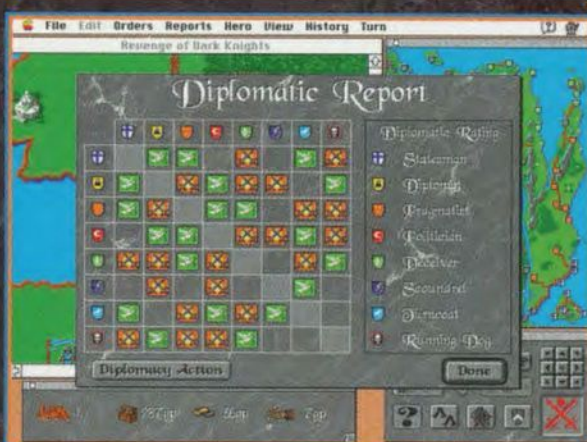 File Edit Orders Reports Hero View History Turn
Revenge of Dark Knights
Diplomatic Report
Diplomatic Rating
Statesman
Diplomat
Pragmatist
Politician
Deceiver
Scoundrel
Turncoat
Running Dog
Diplomacy Action
Done